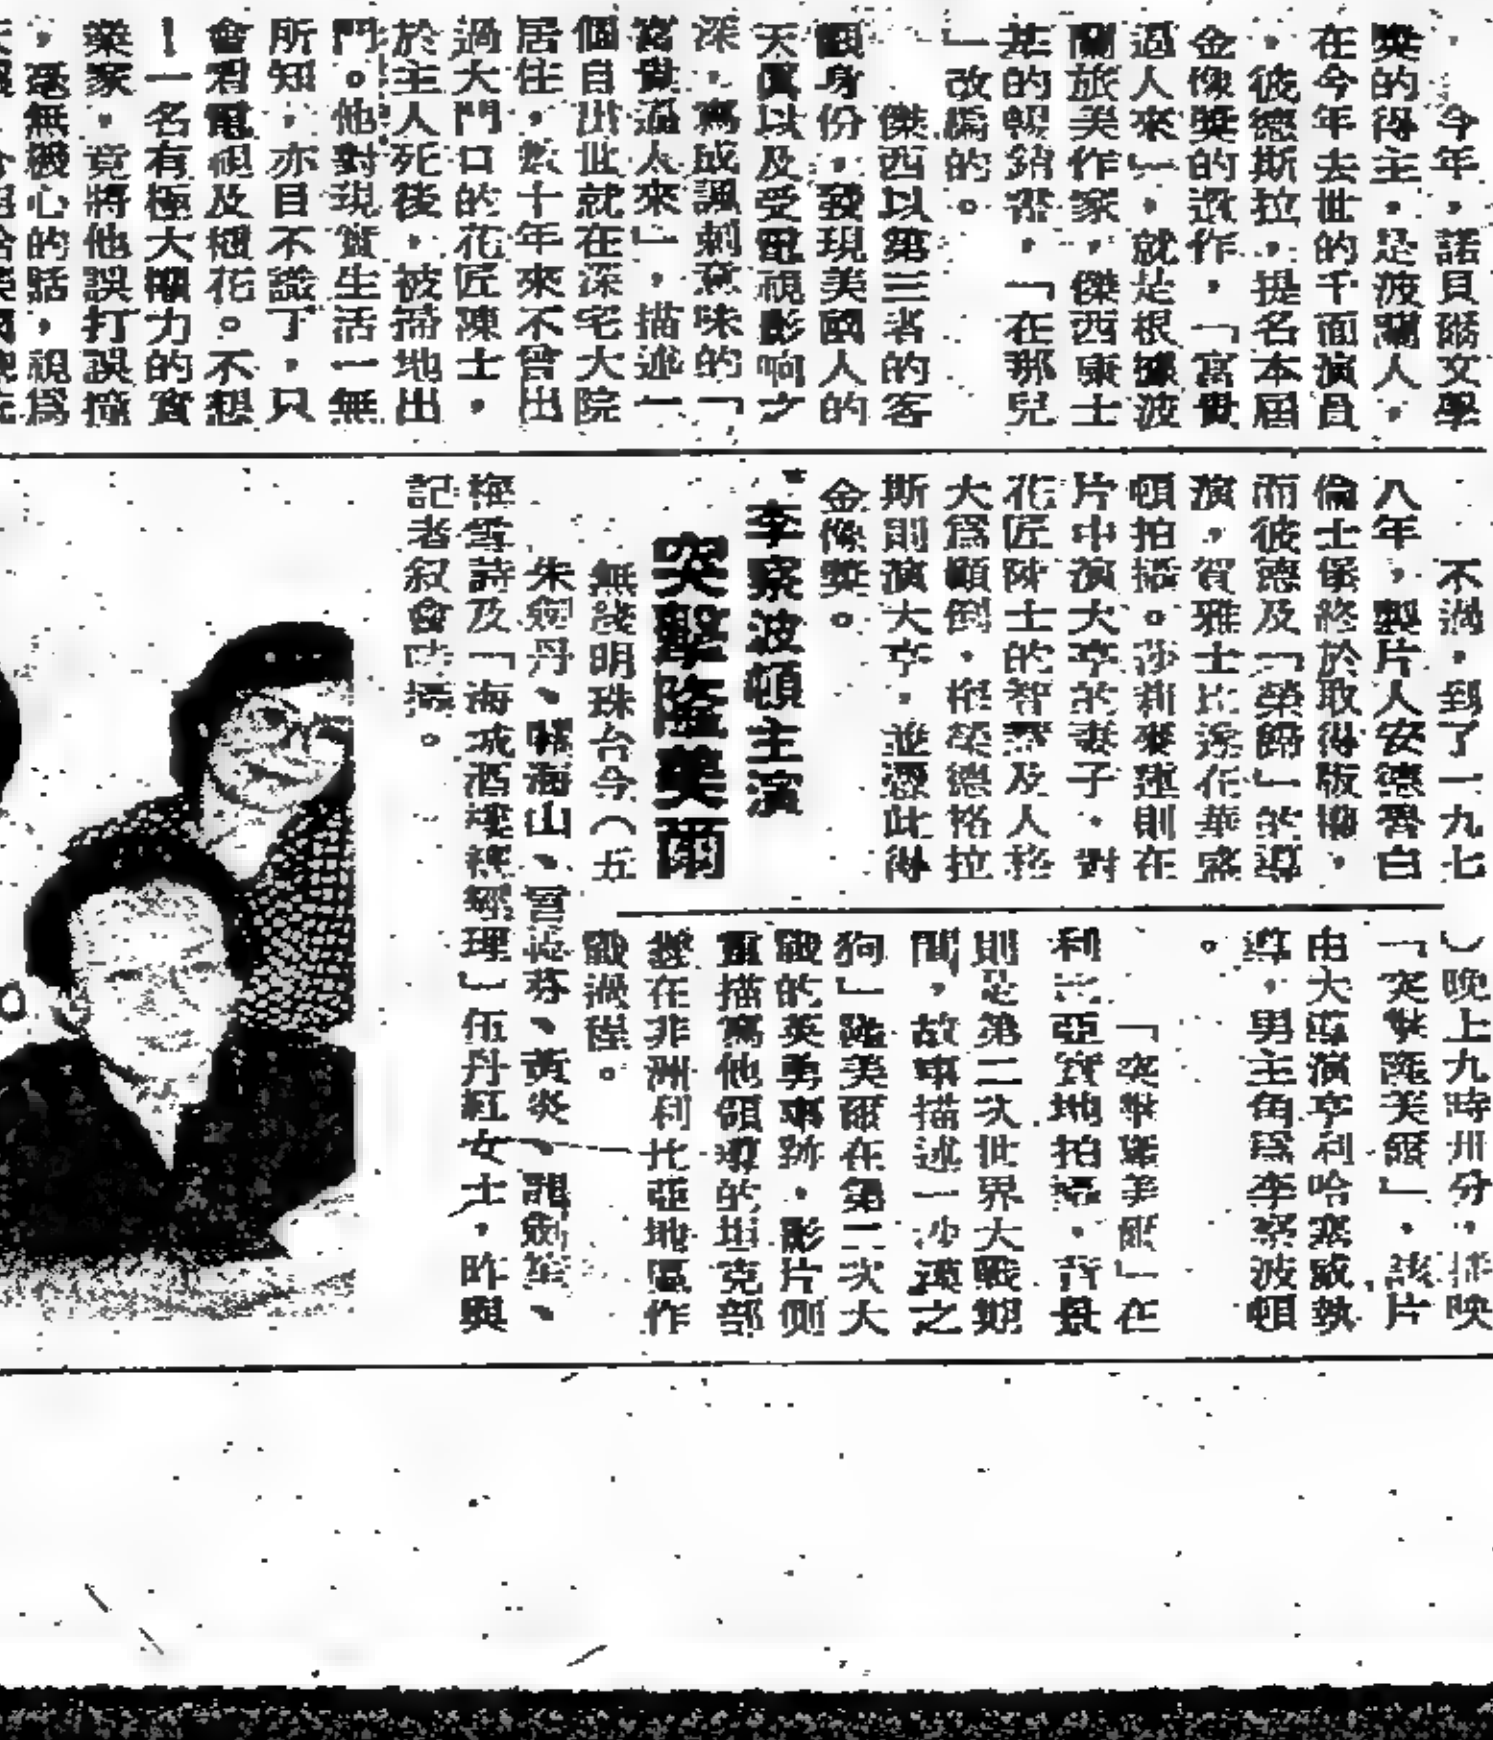 今年，諾貝爾文學
獎的得主，是波蘭人，
在今年去世的千面演員
，彼德斯拉，提名本屆
金像獎的遺作，「富貴
逼人來」，就是根據波
蘭旅美作家，傑西東士
基的暢銷書，「在那兒
」改編的。
傑西以第三者的客
觀身份，發現美國人的
天真以及受電視影响之
深，寫成諷刺意味的「
富貴逼人來」，描述一
個自出世就在深宅大院
居住，數十年來不曾出
過大門口的花匠陳士，
於主人死後，被掃地出
門。他對現實生活一無
所知，亦目不識丁，只
會看電視及種花。不想
！一名有極大權力的實
業家，竟將他誤打誤撞
，毫無機心的話，視爲
不過，到了一九七
八年，製片人安德魯白
倫士堡終於取得版權，
而彼德及「榮歸」的導
演，賀雅士比遂在華盛
頓拍攝。莎莉麥蓮則在
片中演大亨的妻子，對
花匠陳士的智慧及人格
大爲顛倒，梅榮德格拉
斯則演大亨，並憑此得
金像獎。
李察波頓主演
突擊隆美爾
無綫明珠台今（五
）晚上九時卅分，播映
「突擊隆美爾」，該片
由大導演亨利哈塞威執
導，男主角爲李察波頓
。
「突擊隆美爾」在
利比亞實地拍攝，背景
則是第二次世界大戰期
間，故事描述「沙漠之
狗」隆美爾在第二次大
戰的英勇事跡，影片側
重描寫他領導的坦克部
隊在非洲利比亞地區作
戰過程。
朱劍丹、　海山、　　芬、黃炎、龍劍笙、
梅雪詩及「海城酒樓經理」伍丹紅女士，昨與
記者叙會時攝。